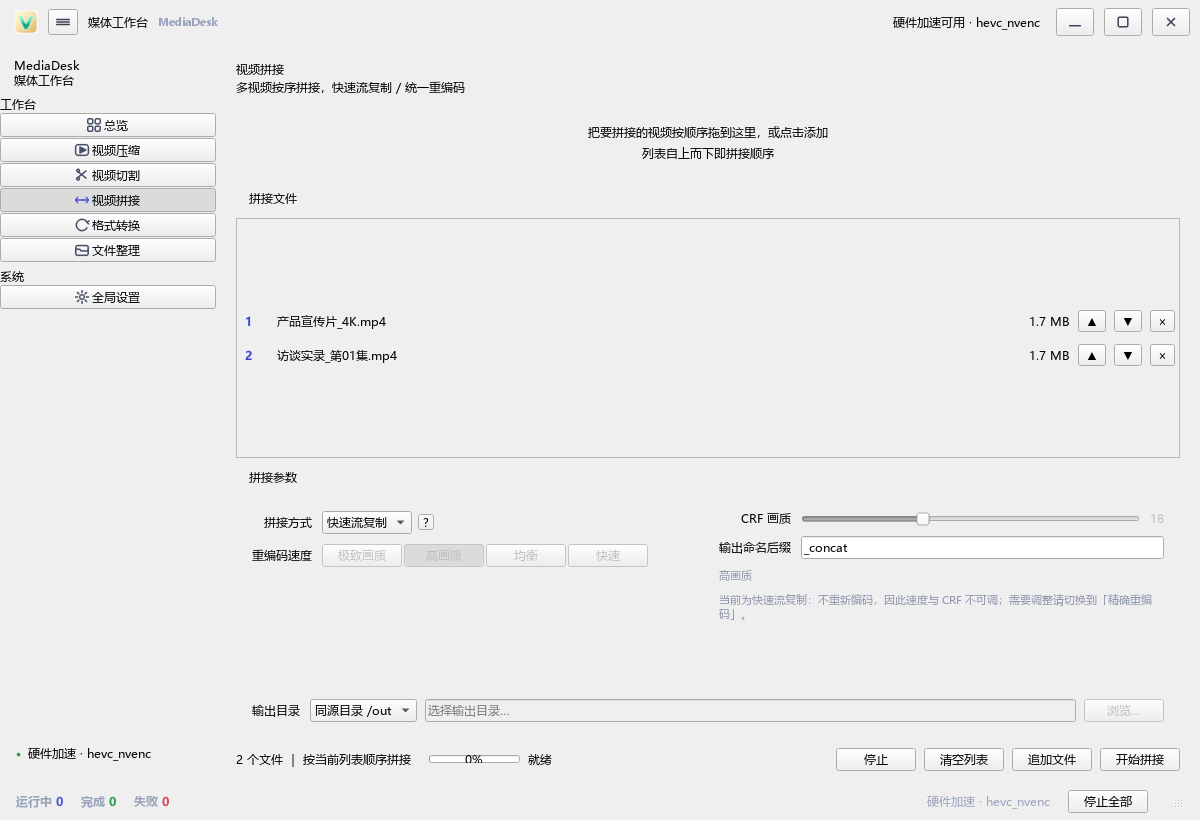 媒体工作台 MediaDesk
硬件加速可用 · hevc_nvenc
MediaDesk
媒体工作台
工作台
总览
视频压缩
视频切割
视频拼接
格式转换
文件整理
系统
全局设置
视频拼接
多视频按序拼接，快速流复制 / 统一重编码
把要拼接的视频按顺序拖到这里，或点击添加
列表自上而下即拼接顺序
拼接文件
1 产品宣传片_4K.mp4 1.7 MB ▲ ▼ ×
2 访谈实录_第01集.mp4 1.7 MB ▲ ▼ ×
拼接参数
拼接方式 快速流复制 ?
重编码速度 极致画质 高画质 均衡 快速
CRF 画质 18
输出命名后缀 _concat
高画质
当前为快速流复制：不重新编码，因此速度与 CRF 不可调；需要调整请切换到「精确重编
码」。
输出目录 同源目录 /out 选择输出目录... 浏览...
2 个文件 | 按当前列表顺序拼接 0% 就绪
停止 清空列表 追加文件 开始拼接
• 硬件加速 · hevc_nvenc
运行中 0 完成 0 失败 0
硬件加速 · hevc_nvenc 停止全部